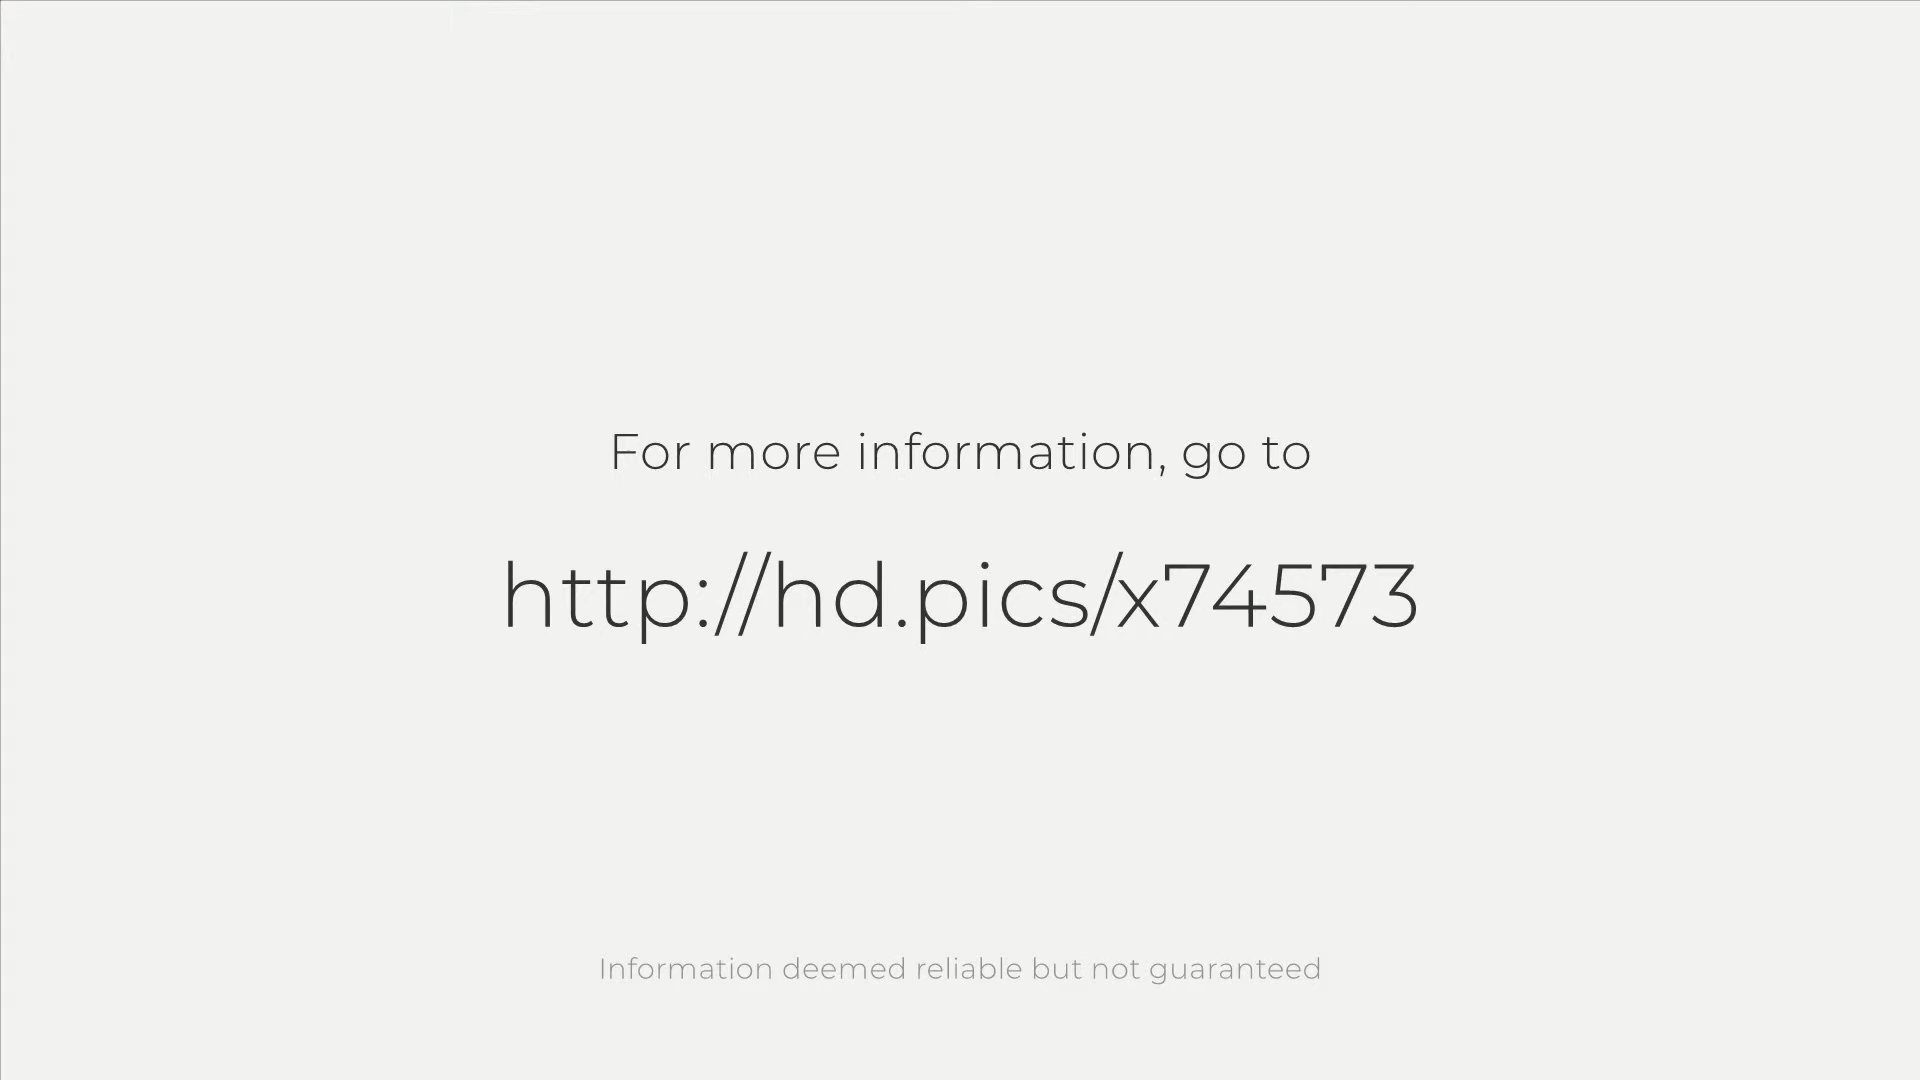 For more information, go to
http://hd.pics/x74573
Information deemed reliable but not guaranteed